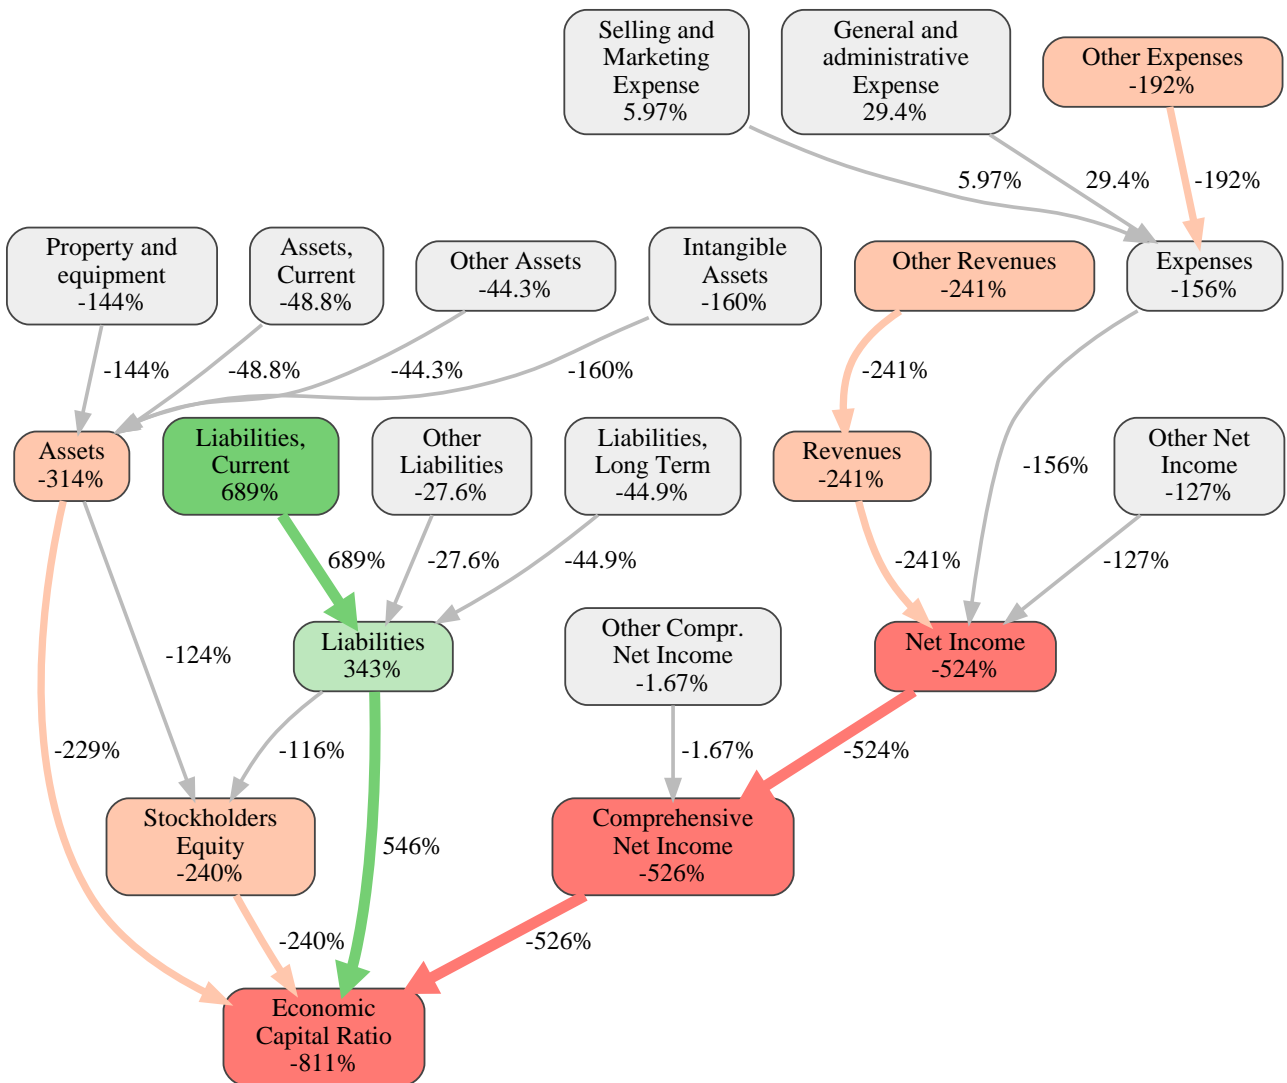 Selling and
Marketing
Expense
5.97%
General and
administrative
Expense
29.4%
Other Expenses
-192%
5.97%
29.4%
-192%
Property and
equipment
-144%
Assets,
Current
-48.8%
Other Assets
-44.3%
Intangible
Assets
-160%
Other Revenues
-241%
Expenses
-156%
-144%
-48.8%
-44.3%
-160%
-241%
Assets
-314%
Liabilities,
Current
689%
Other
Liabilities
-27.6%
Liabilities,
Long Term
-44.9%
Revenues
-241%
-156%
Other Net
Income
-127%
689%
-27.6%
-44.9%
-241%
-127%
-124%
Liabilities
343%
Other Compr.
Net Income
-1.67%
Net Income
-524%
-229%
-116%
-1.67%
-524%
Stockholders
Equity
-240%
546%
Comprehensive
Net Income
-526%
-240%
-526%
Economic
Capital Ratio
-811%